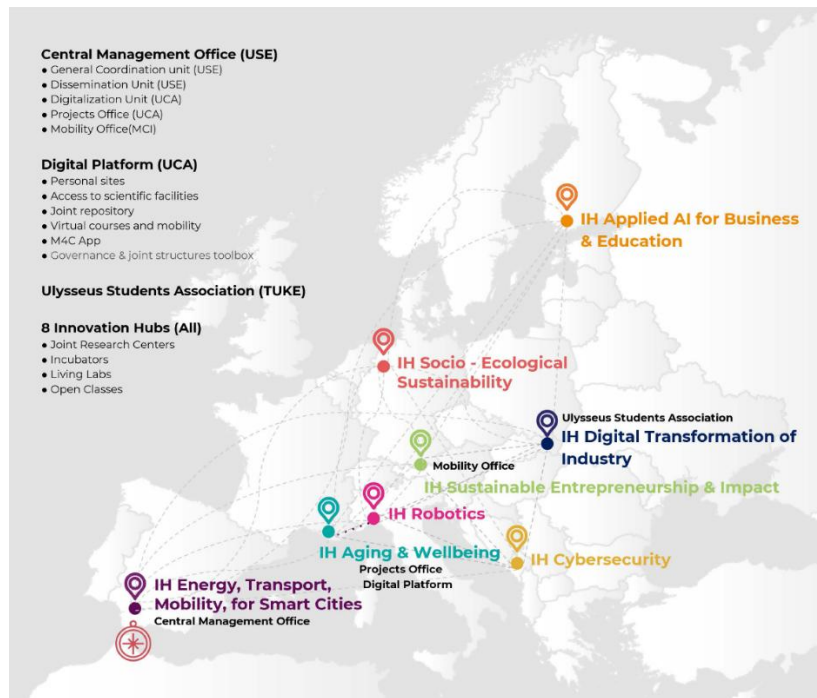 Central Management Office (USE)
● General Coordination unit (USE)
● Dissemination Unit (USE)
● Digitalization Unit (UCA)
● Projects Office (UCA)
● Mobility Office(MCI)
Digital Platform (UCA)
● Personal sites
● Access to scientific facilities
● Joint repository
● Virtual courses and mobility
● M4C App
● Governance & joint structures toolbox
Ulysseus Students Association (TUKE)
8 Innovation Hubs (All)
● Joint Research Centers
● Incubators
● Living Labs
● Open Classes
IH Applied AI for Business
& Education
IH Socio - Ecological
Sustainability
Ulysseus Students Association
IH Digital Transformation of
Industry
Mobility Office
IH Sustainable Entrepreneurship & Impact
IH Robotics
IH Aging & Wellbeing
Projects Office
Digital Platform
IH Cybersecurity
IH Energy, Transport,
Mobility, for Smart Cities
Central Management Office